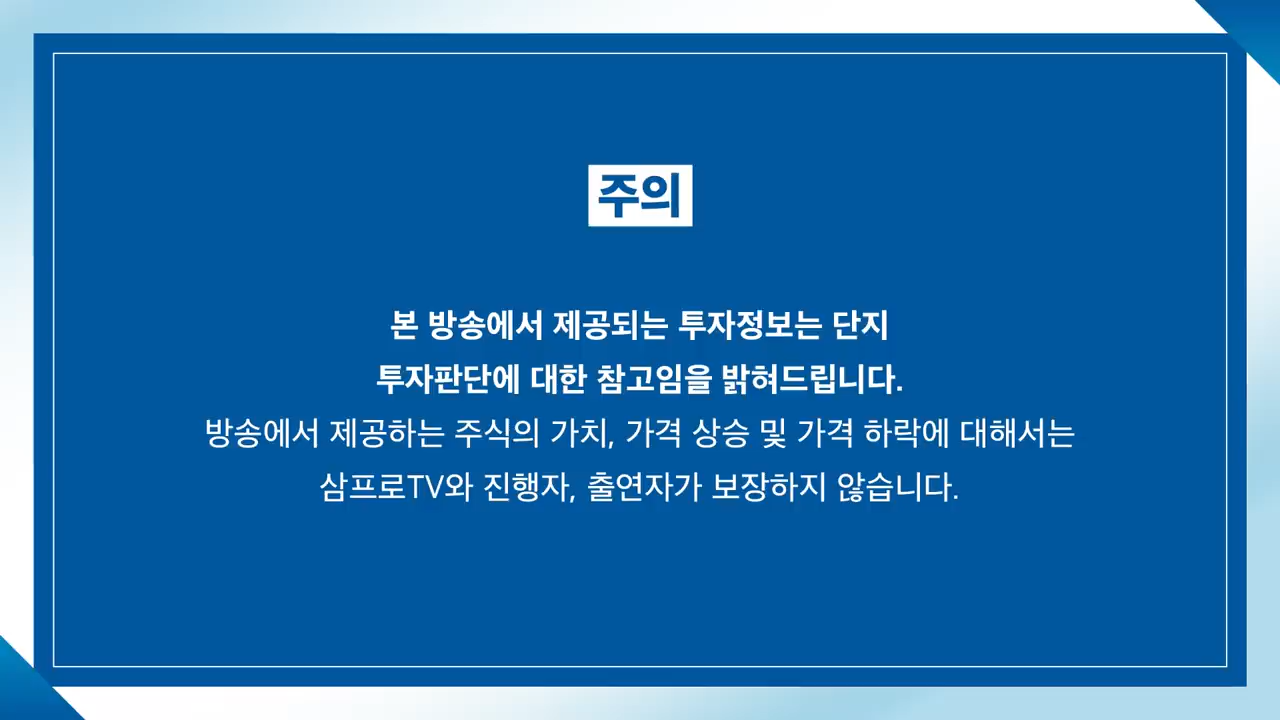 주의
본 방송에서 제공되는 투자정보는 단지
투자판단에 대한 참고임을 밝혀드립니다.
방송에서 제공하는 주식의 가치, 가격 상승 및 가격 하락에 대해서는
삼프로TV와 진행자, 출연자가 보장하지 않습니다.